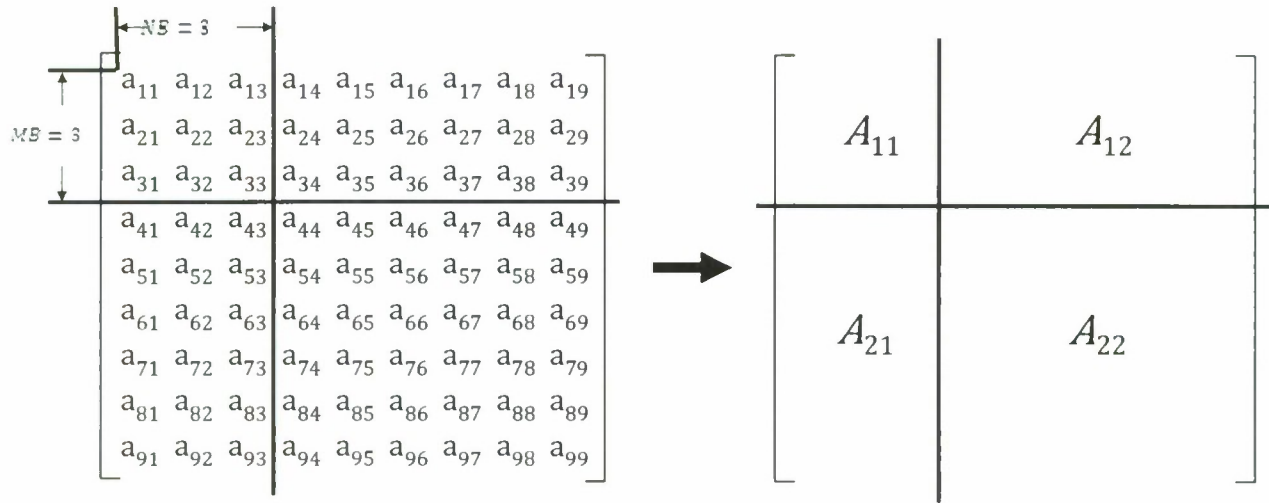 NB = 3
MB = 3
a11 a12 a13 a14 a15 a16 a17 a18 a19
a21 a22 a23 a24 a25 a26 a27 a28 a29
a31 a32 a33 a34 a35 a36 a37 a38 a39
a41 a42 a43 a44 a45 a46 a47 a48 a49
a51 a52 a53 a54 a55 a56 a57 a58 a59
a61 a62 a63 a64 a65 a66 a67 a68 a69
a71 a72 a73 a74 a75 a76 a77 a78 a79
a81 a82 a83 a84 a85 a86 a87 a88 a89
a91 a92 a93 a94 a95 a96 a97 a98 a99
A11 A12
A21 A22